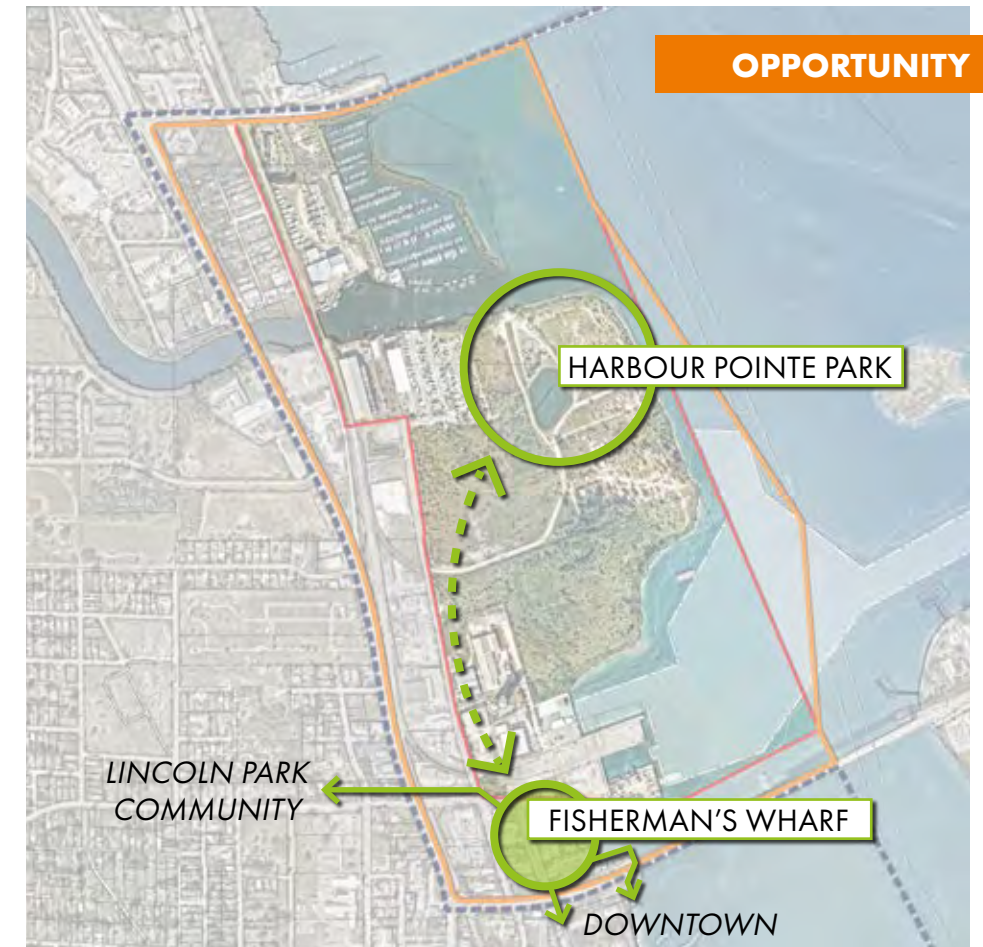 OPPORTUNITY
HARBOUR POINTE PARK
LINCOLN PARK
COMMUNITY
FISHERMAN'S WHARF
DOWNTOWN